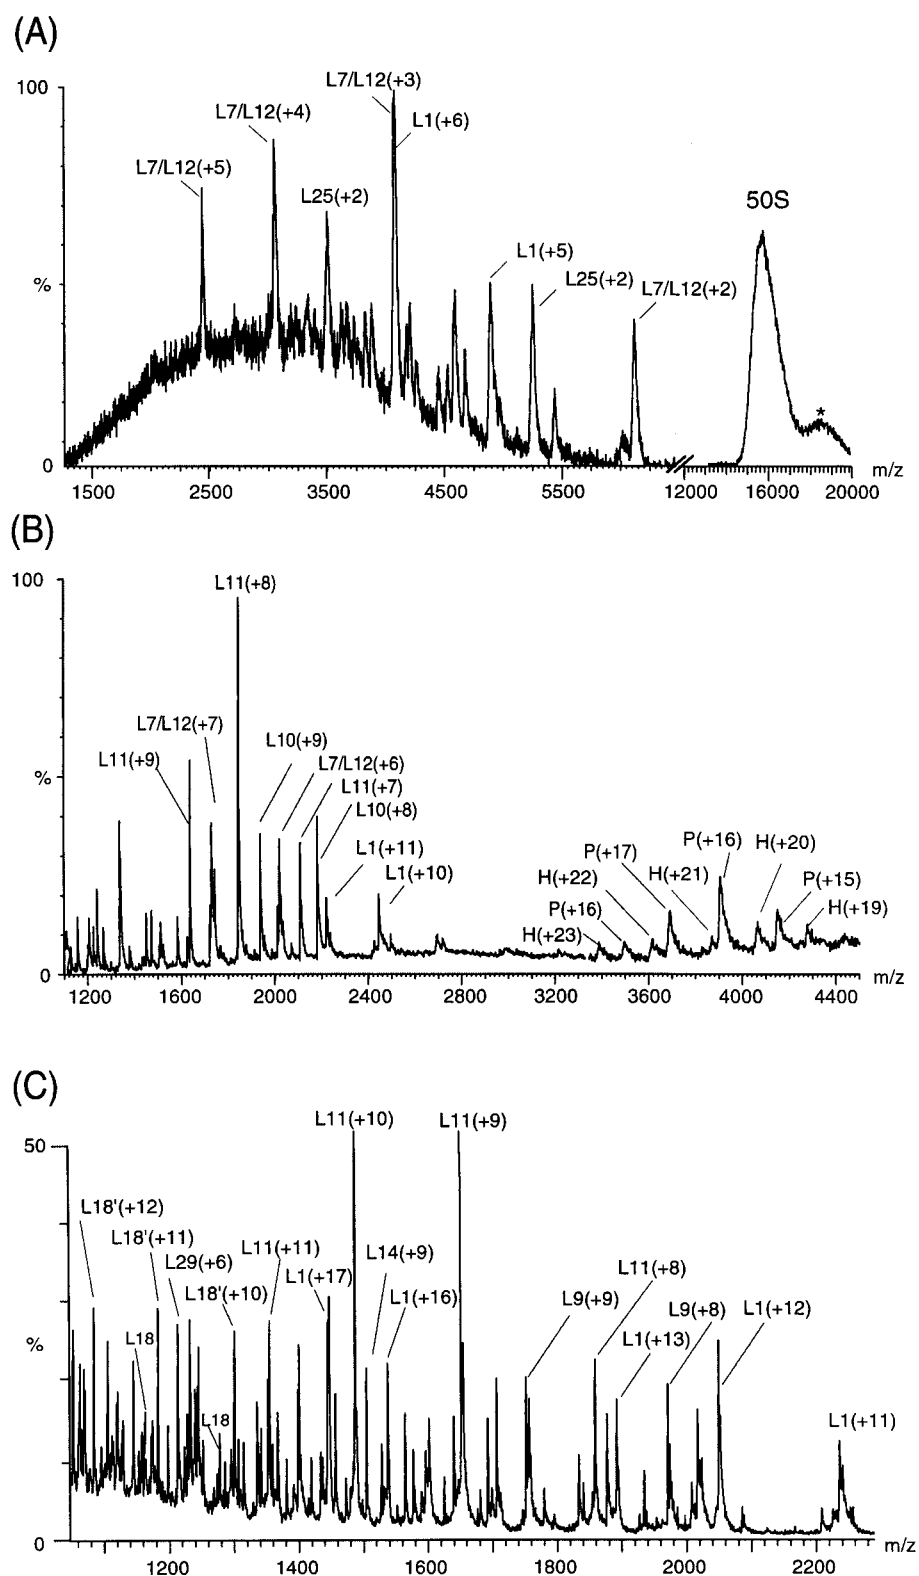 (A)
100
L7/L12(+3)
L7/L12(+4)
L1(+6)
L7/L12(+5)
L25(+2)
50S
L1(+5)
L25(+2)
%
L7/L12(+2)
*
0
1500 2500 3500 4500 5500 12000 16000 20000 m/z
(B)
100
L11(+8)
L7/L12(+7)
L10(+9)
L11(+9)
L7/L12(+6)
%
L11(+7)
L10(+8)
P(+16) H(+20)
L1(+11)
P(+17)
L1(+10)
H(+22) H(+21)
P(+15)
P(+16)
H(+19)
H(+23)
0
1200 1600 2000 2400 2800 3200 3600 4000 4400 m/z
(C)
L11(+10) L11(+9)
50
L18'(+12)
L18'(+11)
L11(+11)
L14(+9)
L29(+6)
L11(+8)
L1(+17)
L18'(+10)
L1(+16)
L9(+9)
L9(+8) L1(+12)
L18
%
L1(+13)
L18
L1(+11)
0
1200 1400 1600 1800 2000 2200 m/z